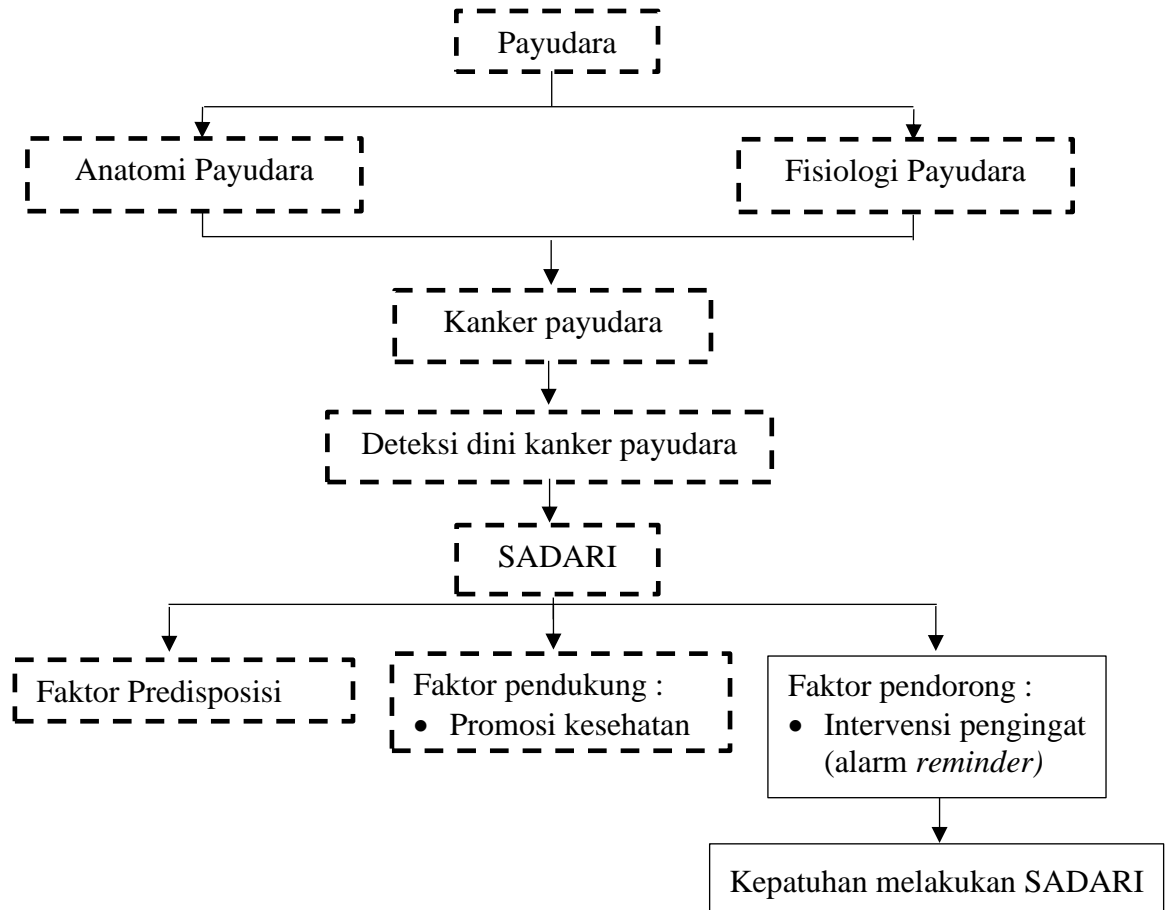 Payudara
Anatomi Payudara
Fisiologi Payudara
Kanker payudara
Deteksi dini kanker payudara
SADARI
Faktor Predisposisi
Faktor pendukung :
• Promosi kesehatan
Faktor pendorong :
• Intervensi pengingat
(alarm reminder)
Kepatuhan melakukan SADARI